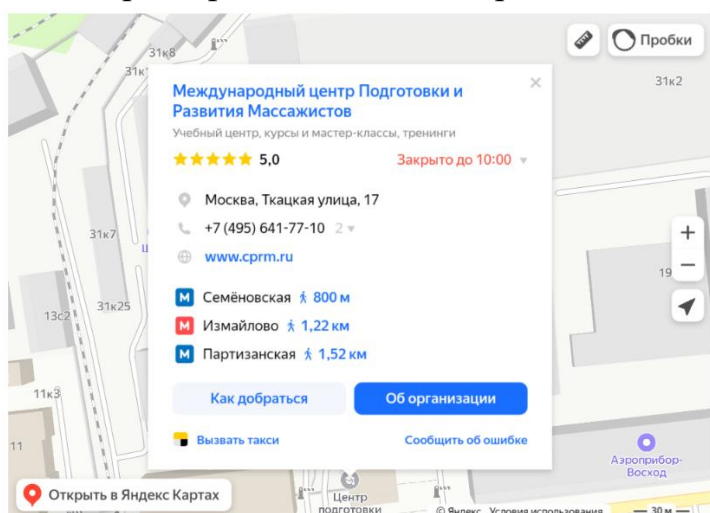 31к8
31к
Пробки
31к2
Международный центр Подготовки и
Развития Массажистов
Учебный центр, курсы и мастер-классы, тренинги
5,0
Закрыто до 10:00
Москва, Ткацкая улица, 17
+7 (495) 641-77-10 2
www.cprm.ru
31к7
Семёновская 800 м
19
31к25
13с2
Измайлово 1,22 км
Партизанская 1,52 км
11к3
Как добраться
Об организации
11
Вызвать такси
Сообщить об ошибке
Аэроприбор-
Восход
Открыть в Яндекс Картах
Центр
подготовки
© Яндекс Условия использования
30 м